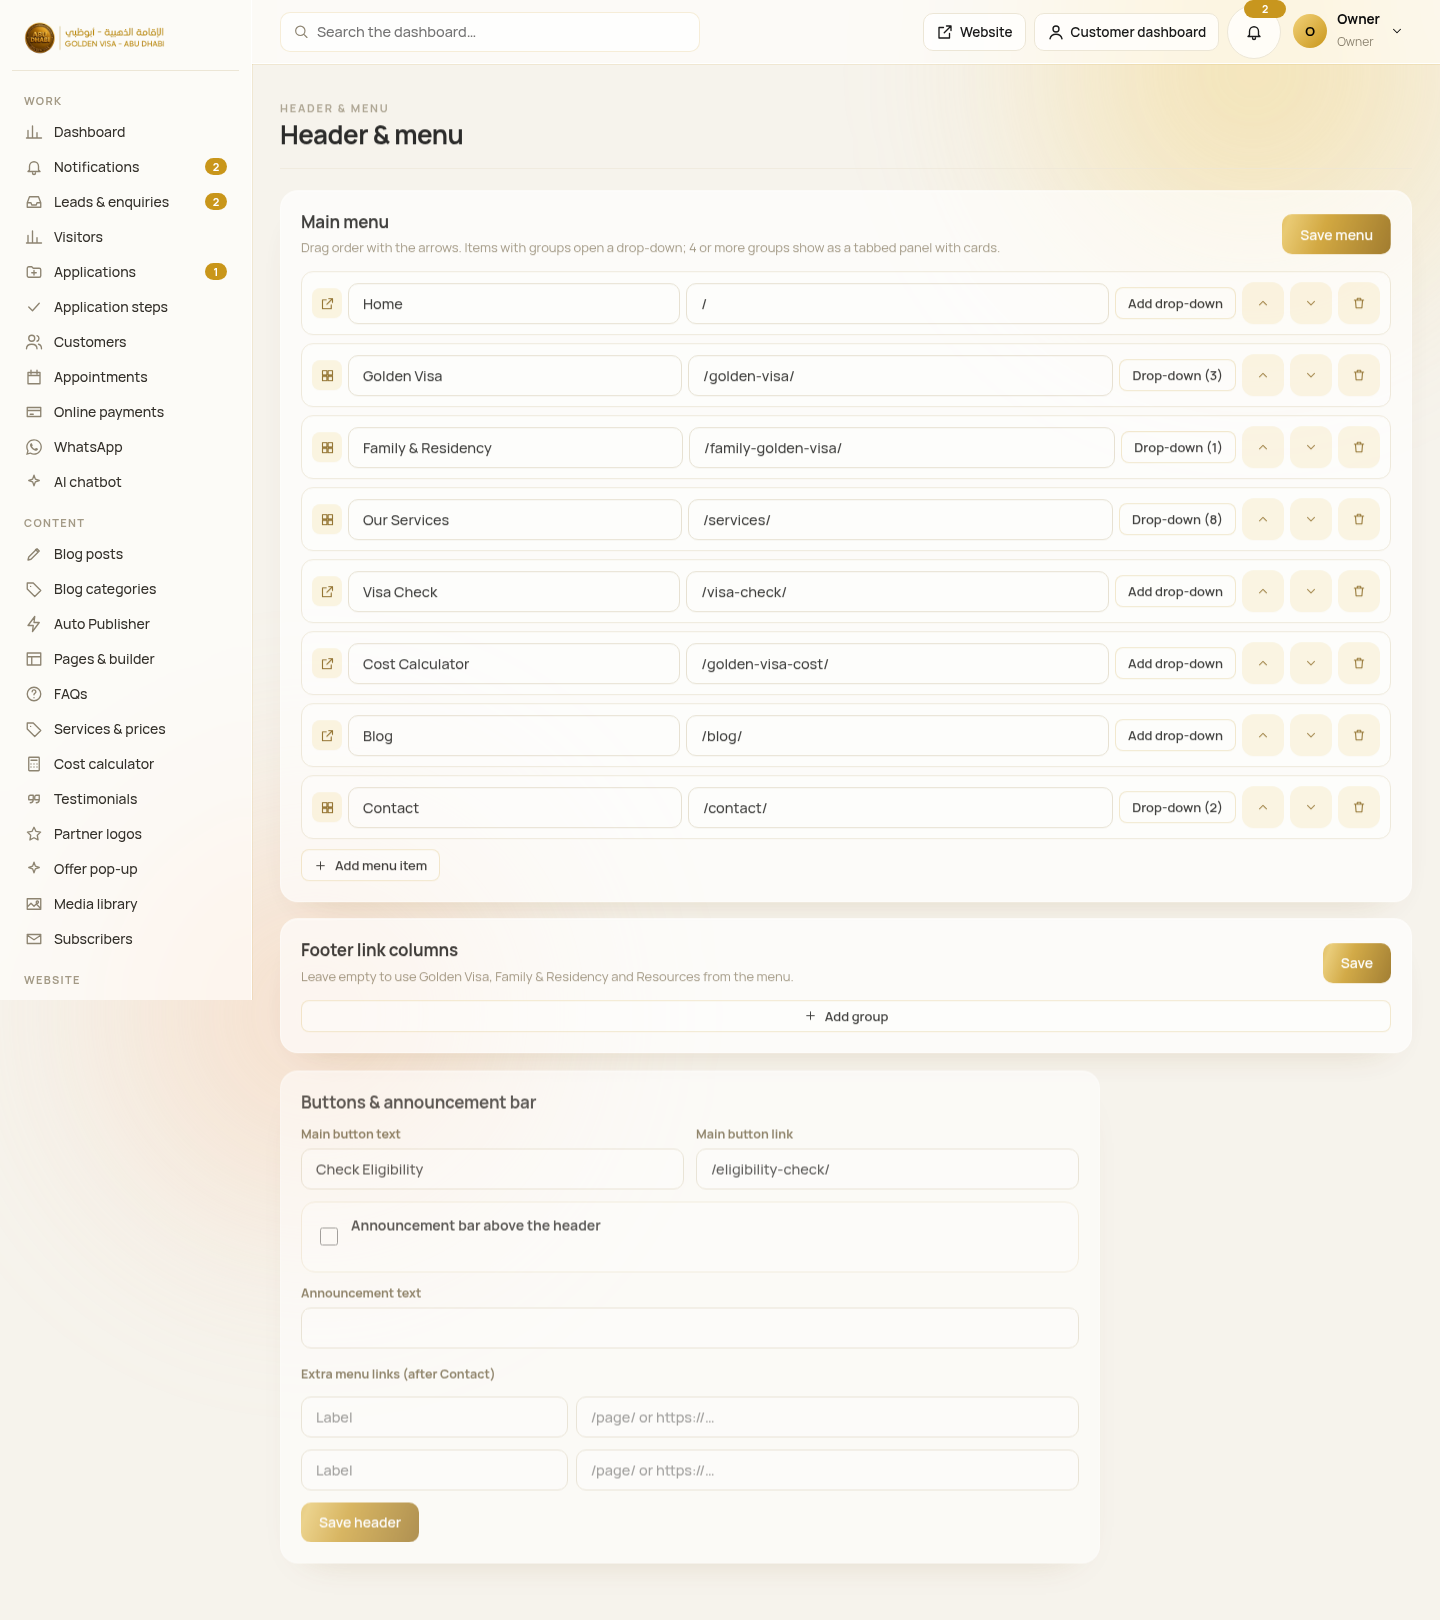 ABU DHABI
الإقامة الذهبية - أبوظبي
GOLDEN VISA - ABU DHABI
Search the dashboard...
Website
Customer dashboard
2
O
Owner
Owner
WORK
Dashboard
Notifications 2
Leads & enquiries 2
Visitors
Applications 1
Application steps
Customers
Appointments
Online payments
WhatsApp
AI chatbot
CONTENT
Blog posts
Blog categories
Auto Publisher
Pages & builder
FAQs
Services & prices
Cost calculator
Testimonials
Partner logos
Offer pop-up
Media library
Subscribers
WEBSITE
HEADER & MENU
Header & menu
Main menu
Drag order with the arrows. Items with groups open a drop-down; 4 or more groups show as a tabbed panel with cards.
Save menu
Home / Add drop-down
Golden Visa /golden-visa/ Drop-down (3)
Family & Residency /family-golden-visa/ Drop-down (1)
Our Services /services/ Drop-down (8)
Visa Check /visa-check/ Add drop-down
Cost Calculator /golden-visa-cost/ Add drop-down
Blog /blog/ Add drop-down
Contact /contact/ Drop-down (2)
+ Add menu item
Footer link columns
Leave empty to use Golden Visa, Family & Residency and Resources from the menu.
Save
+ Add group
Buttons & announcement bar
Main button text Main button link
Check Eligibility /eligibility-check/
Announcement bar above the header
Announcement text
Extra menu links (after Contact)
Label /page/ or https://...
Label /page/ or https://...
Save header